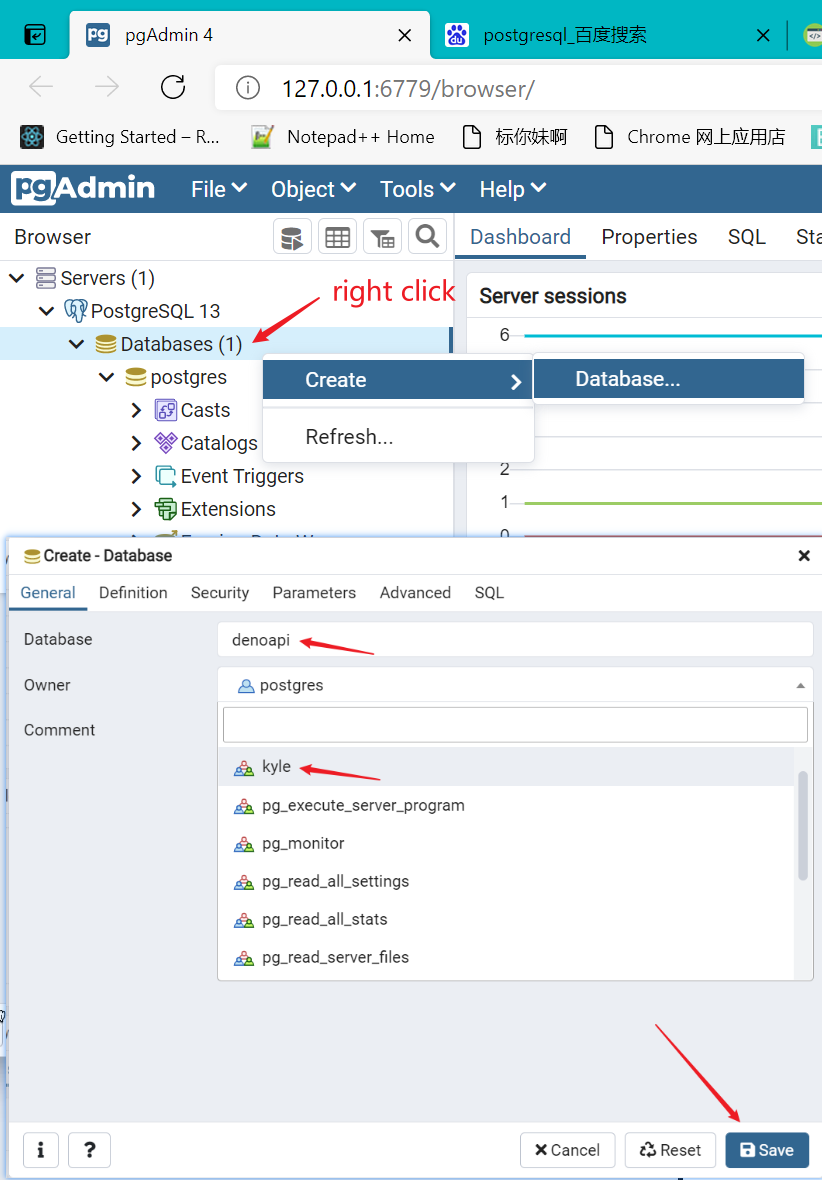 pgAdmin 4
postgresql_百度搜索
127.0.0.1:6779/browser/
Getting Started – R...
Notepad++ Home
标你妹啊
Chrome 网上应用店
pgAdmin
File
Object
Tools
Help
Browser
Dashboard
Properties
SQL
Sta
Servers (1)
right click
Server sessions
PostgreSQL 13
6
Databases (1)
postgres
Create
Database...
Casts
Refresh...
Catalogs
Event Triggers
2
Extensions
1
0
Create - Database
General
Definition
Security
Parameters
Advanced
SQL
Database
denoapi
Owner
postgres
Comment
kyle
pg_execute_server_program
pg_monitor
pg_read_all_settings
pg_read_all_stats
pg_read_server_files
i
?
Cancel
Reset
Save